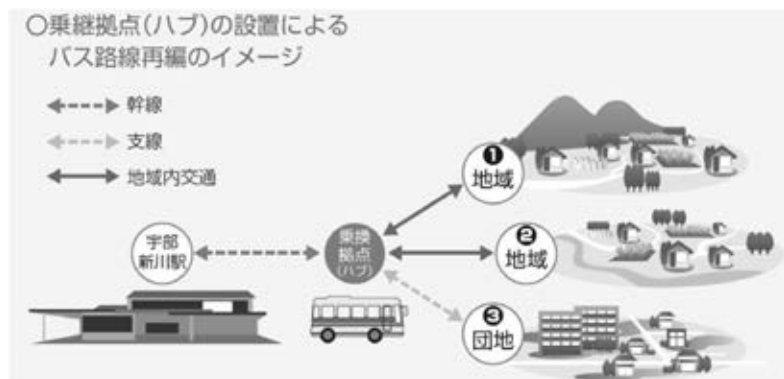 〇乗継拠点(ハブ)の設置による
バス路線再編のイメージ
幹線
支線
地域内交通
宇部
新川駅
乗換
拠点
(ハブ)
❶
地域
❷
地域
❸
団地